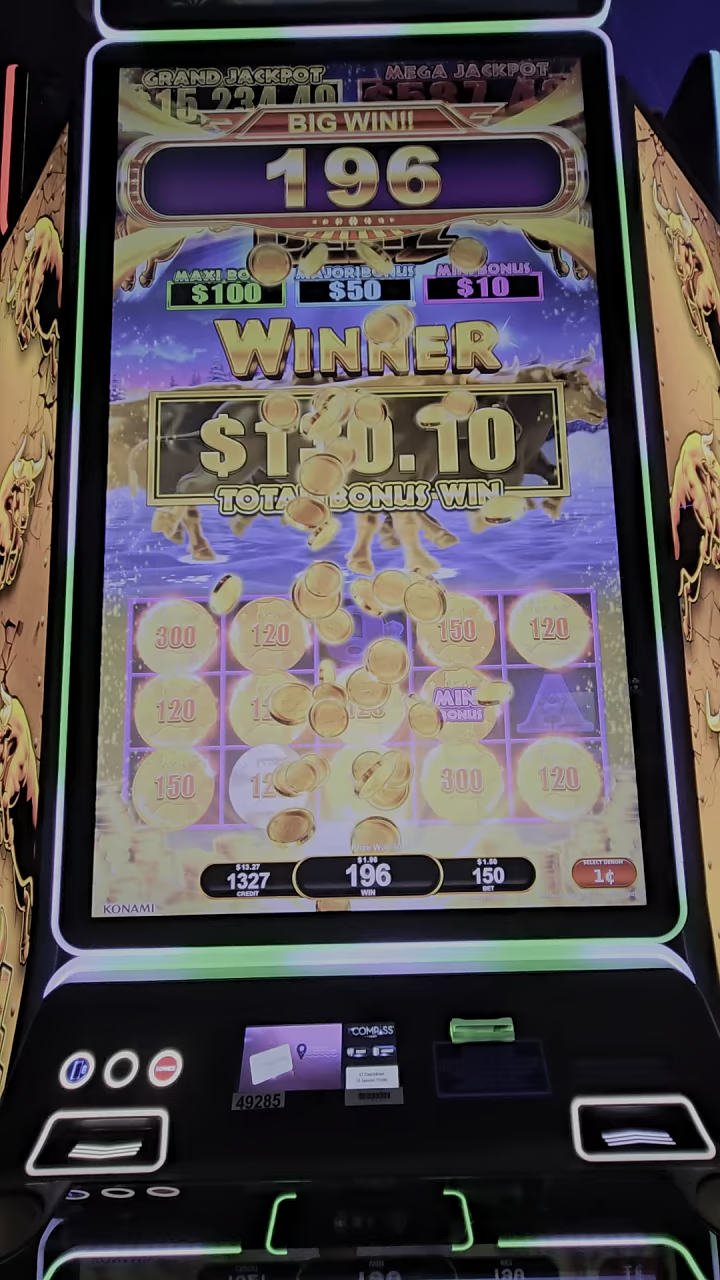 GRAND JACKPOT MEGA JACKPOT
BIG WIN!!
196
MAJOR BONUS MINI BONUS
$100 $50 $10
WINNER
TOTAL BONUS WIN
300 120 150 120
120 MINI
BONUS
150 300 120
$13.27 $1.96 $1.50
1327 196 150
CREDIT WIN BET
SELECT DENOM
1¢
KONAMI
COMPASS
49285